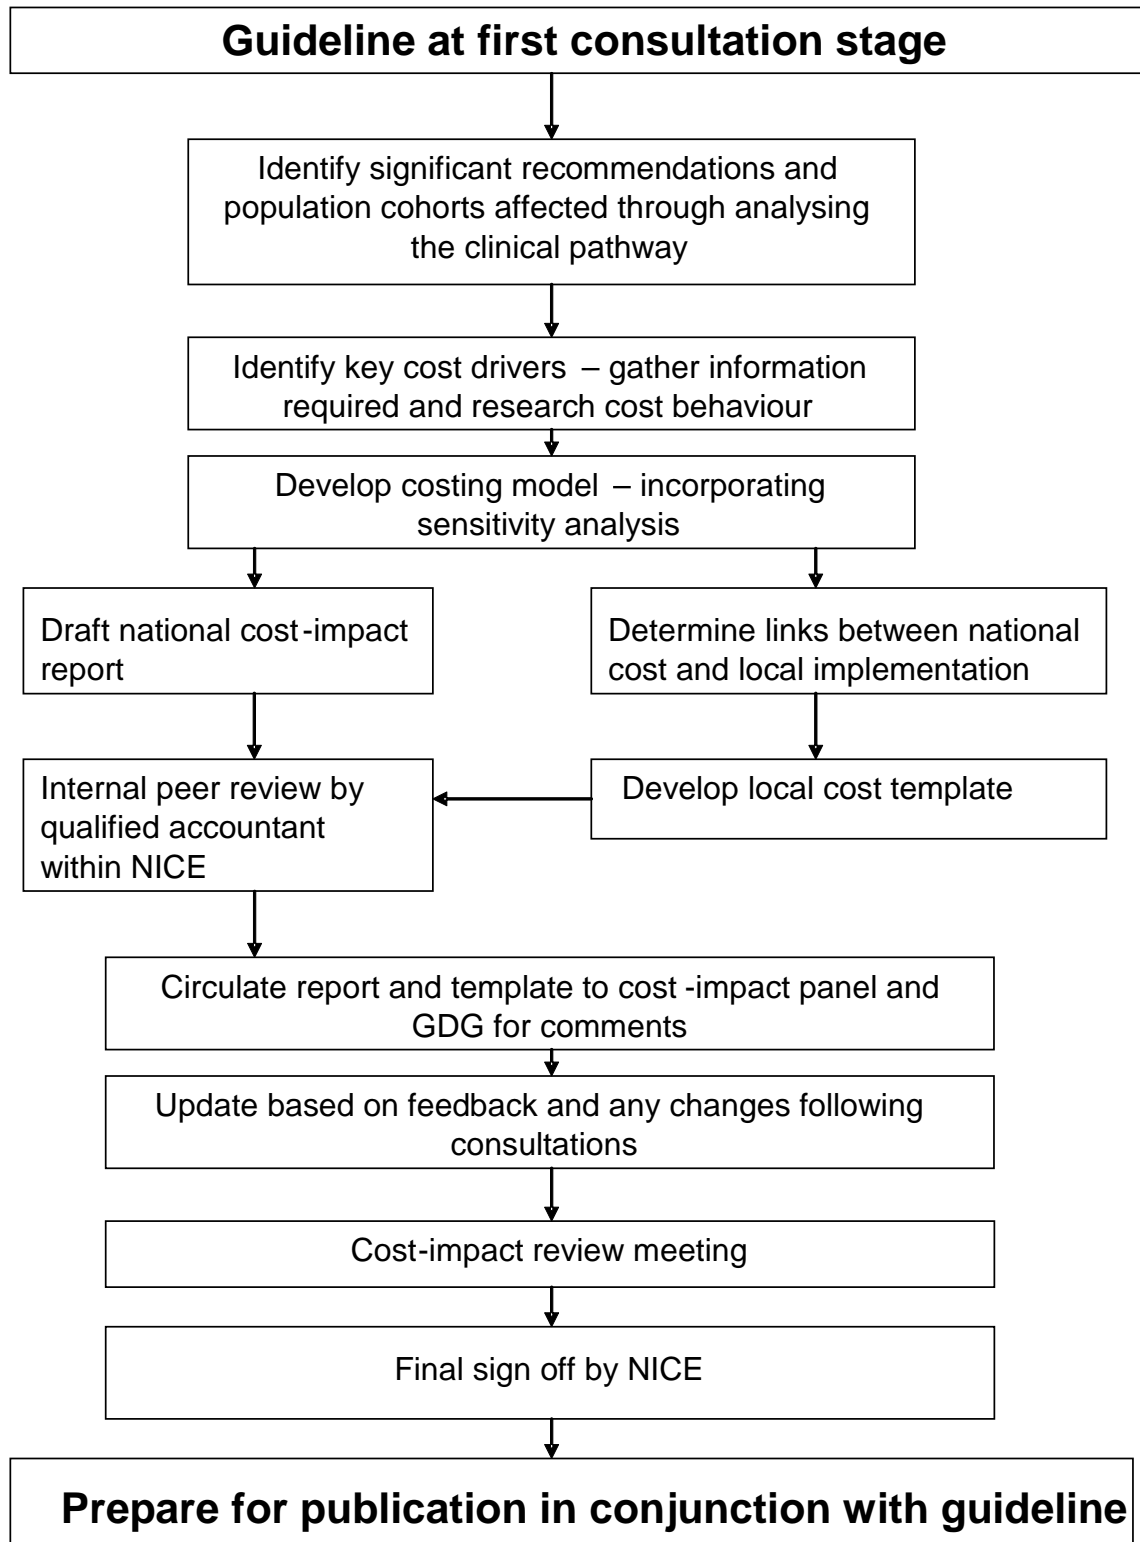 Guideline at first consultation stage
Identify significant recommendations and
population cohorts affected through analysing
the clinical pathway
Identify key cost drivers – gather information
required and research cost behaviour
Develop costing model – incorporating
sensitivity analysis
Draft national cost-impact
report
Determine links between national
cost and local implementation
Internal peer review by
qualified accountant
within NICE
Develop local cost template
Circulate report and template to cost-impact panel and
GDG for comments
Update based on feedback and any changes following
consultations
Cost-impact review meeting
Final sign off by NICE
Prepare for publication in conjunction with guideline